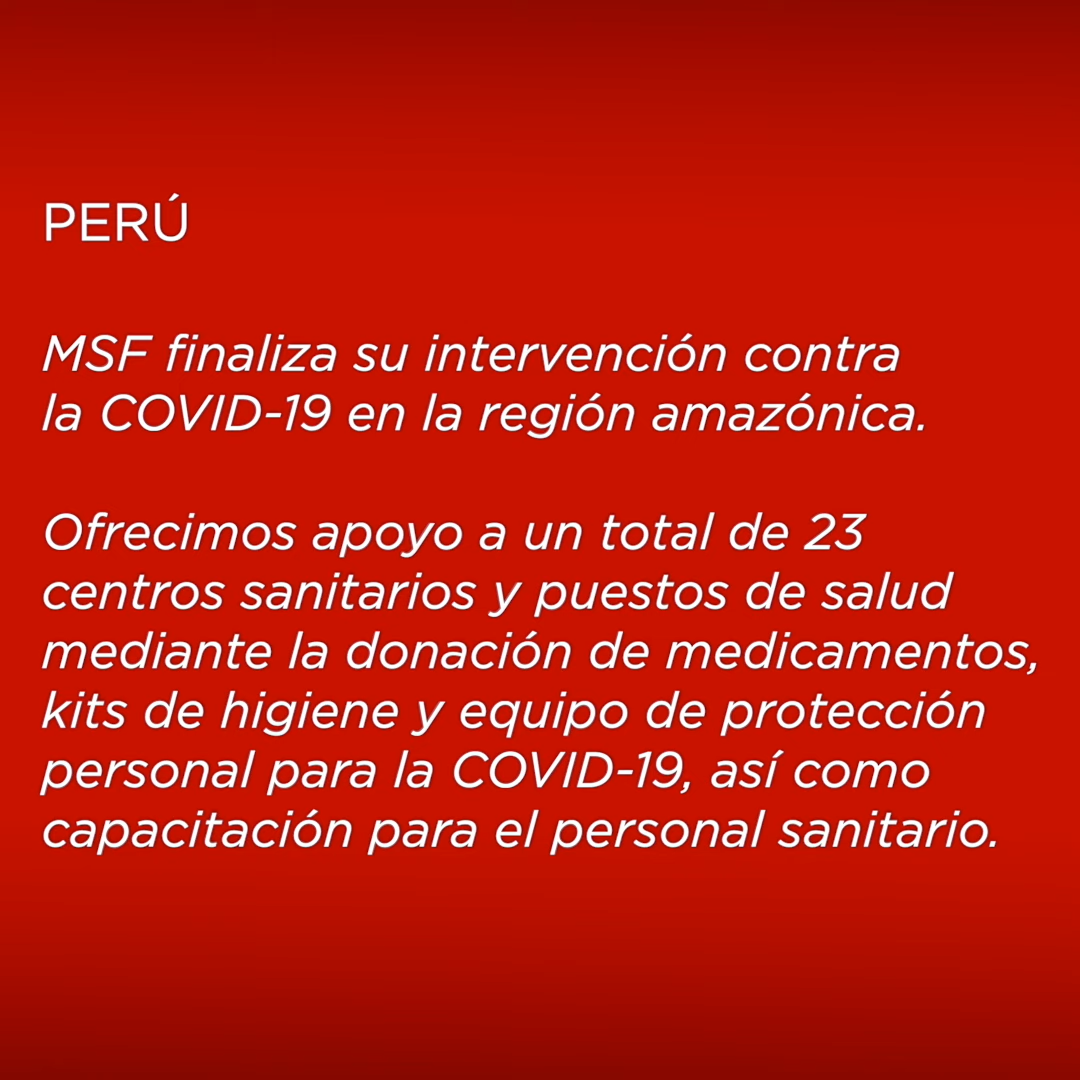 PERÚ
MSF finaliza su intervención contra
la COVID-19 en la región amazónica.
Ofrecimos apoyo a un total de 23
centros sanitarios y puestos de salud
mediante la donación de medicamentos,
kits de higiene y equipo de protección
personal para la COVID-19, así como
capacitación para el personal sanitario.